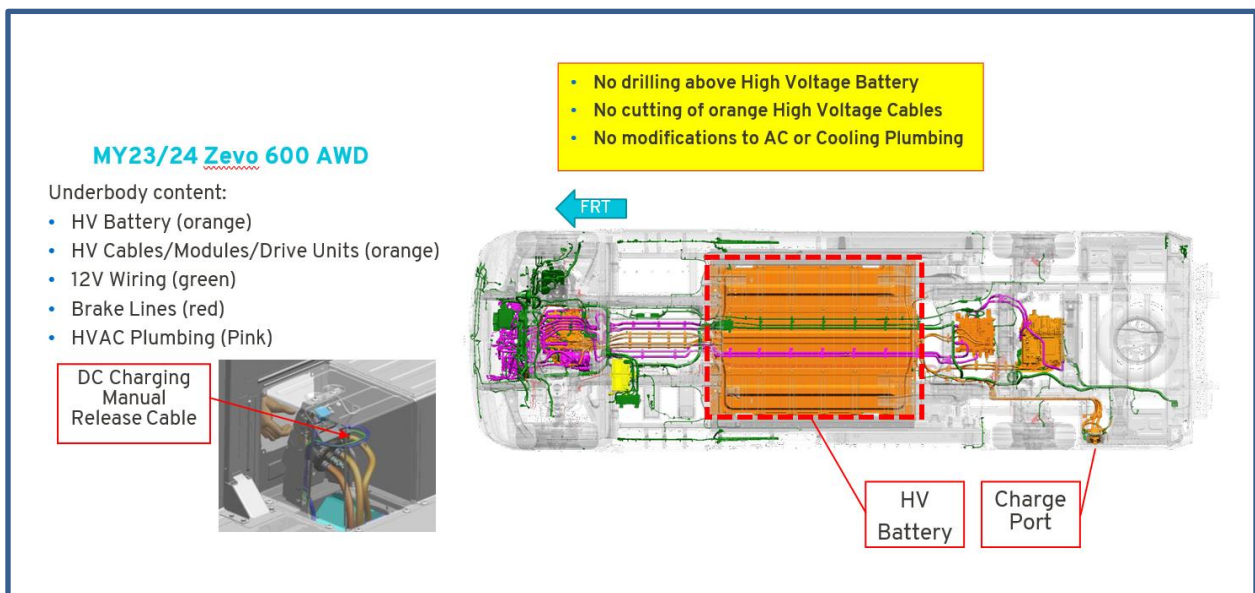 • No drilling above High Voltage Battery
• No cutting of orange High Voltage Cables
• No modifications to AC or Cooling Plumbing
MY23/24 Zevo 600 AWD
Underbody content:
• HV Battery (orange)
• HV Cables/Modules/Drive Units (orange)
• 12V Wiring (green)
• Brake Lines (red)
• HVAC Plumbing (Pink)
DC Charging
Manual
Release Cable
FRT
HV
Battery
Charge
Port